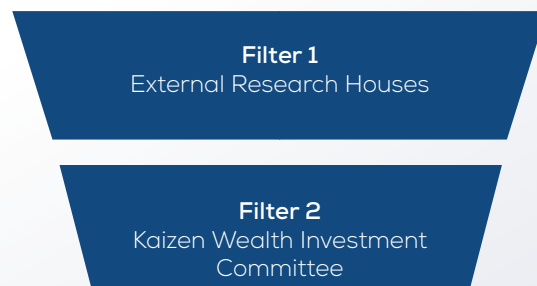 Filter 1
External Research Houses
Filter 2
Kaizen Wealth Investment
Committee